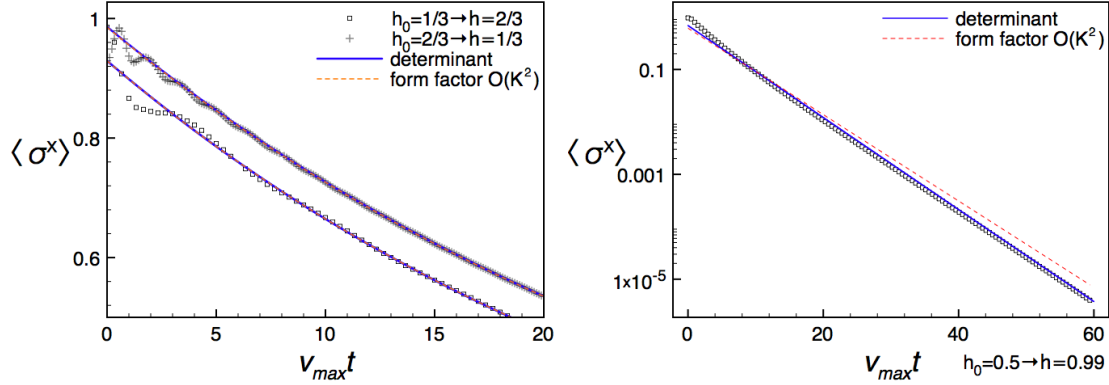 1
0.8
0.6
⟨ σˣ ⟩
h₀=1/3→h=2/3
h₀=2/3→h=1/3
determinant
form factor O(K²)
0 5 10 15 20
vₘₐₓt
0.1
0.001
1x10⁻⁵
⟨ σˣ ⟩
determinant
form factor O(K²)
0 20 40 60
vₘₐₓt
h₀=0.5→h=0.99